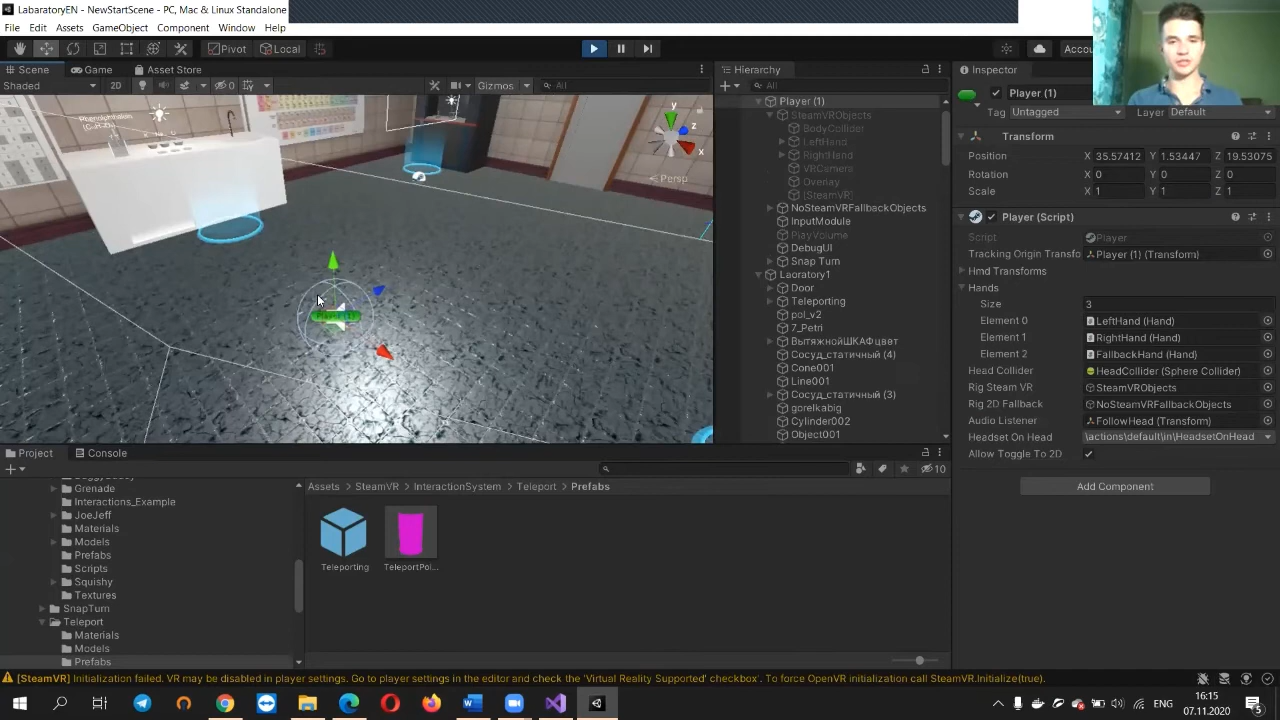 LabaratoryEN - NewStartScene - PC, Mac & Linux Standalone
File Edit Assets GameObject Component Window Help
Pivot Local Accou
Scene Game Asset Store
Shaded 2D 0 Gizmos All
y
z
x
Persp
Player (1)
Hierarchy
All
Player (1)
SteamVRObjects
BodyCollider
LeftHand
RightHand
VRCamera
Overlay
[SteamVR]
NoSteamVRFallbackObjects
InputModule
PlayVolume
DebugUI
Snap Turn
Laoratory1
Door
Teleporting
pol_v2
7_Petri
ВытяжнойШКАФцвет
Сосуд_статичный (4)
Cone001
Line001
Сосуд_статичный (3)
gorelkabig
Cylinder002
Object001
Inspector
Player (1)
Tag Untagged Layer Default
Transform
Position X 35.57412 Y 1.53447 Z 19.53075
Rotation X 0 Y 0 Z 0
Scale X 1 Y 1 Z 1
Player (Script)
Script Player
Tracking Origin Transfo Player (1) (Transform)
Hmd Transforms
Hands
Size 3
Element 0 LeftHand (Hand)
Element 1 RightHand (Hand)
Element 2 FallbackHand (Hand)
Head Collider HeadCollider (Sphere Collider)
Rig Steam VR SteamVRObjects
Rig 2D Fallback NoSteamVRFallbackObjects
Audio Listener FollowHead (Transform)
Headset On Head \actions\default\in\HeadsetOnHead
Allow Toggle To 2D
Add Component
Project Console
10
Grenade
Interactions_Example
JoeJeff
Materials
Models
Prefabs
Scripts
Squishy
Textures
SnapTurn
Teleport
Materials
Models
Prefabs
Assets SteamVR InteractionSystem Teleport Prefabs
Teleporting TeleportPoi...
[SteamVR] Initialization failed. VR may be disabled in player settings. Go to player settings in the editor and check the 'Virtual Reality Supported' checkbox. To force OpenVR initialization call SteamVR.Initialize(true).
ENG
16:15
07.11.2020
5